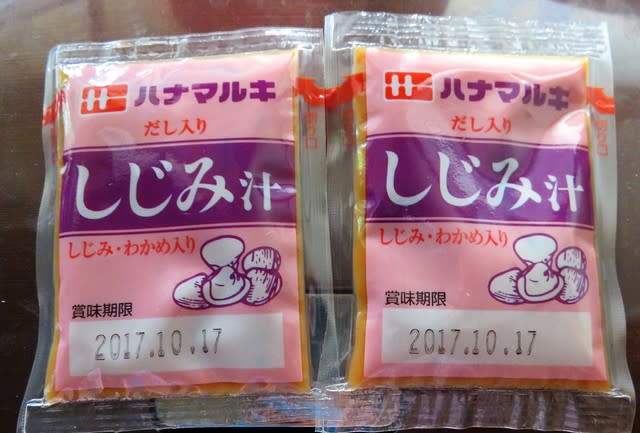 ハナマルキ
だし入り
しじみ汁
しじみ・わかめ入り
賞味期限
2017.10.17
ハナマルキ
だし入り
しじみ汁
しじみ・わかめ入り
賞味期限
2017.10.17